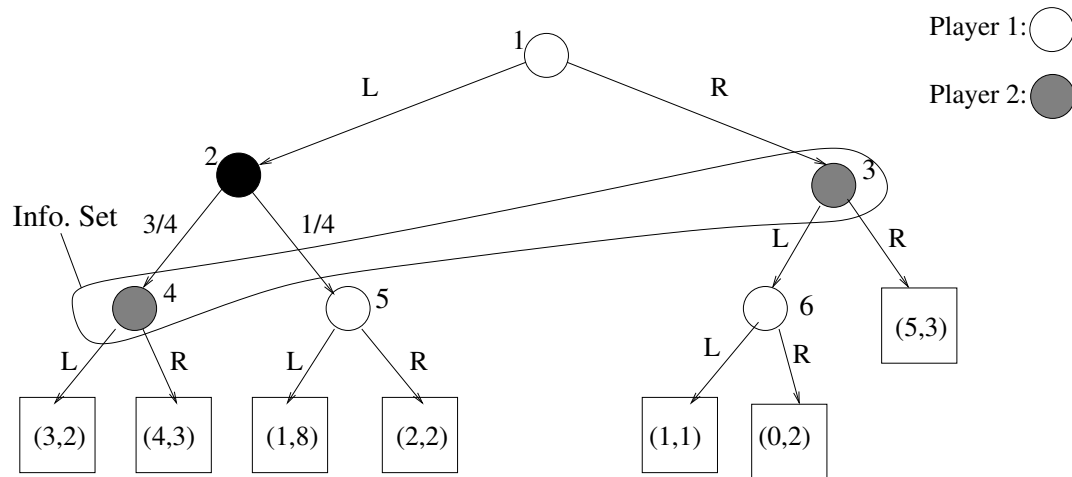 Player 1:
1
L
R
Player 2:
2
3
Info. Set
3/4
1/4
L
R
4
5
6
(5,3)
L
R
L
R
L
R
(3,2)
(4,3)
(1,8)
(2,2)
(1,1)
(0,2)